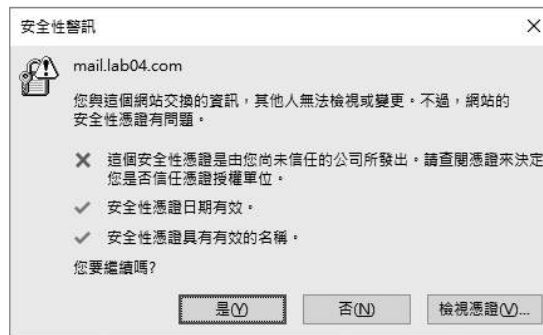 安全性警訊
mail.lab04.com
您與這個網站交換的資訊，其他人無法檢視或變更。不過，網站的
安全性憑證有問題。
這個安全性憑證是由您尚未信任的公司所發出。請查閱憑證來決定
您是否信任憑證授權單位。
安全性憑證日期有效。
安全性憑證具有有效的名稱。
您要繼續嗎?
是(Y) 否(N) 檢視憑證(V)...